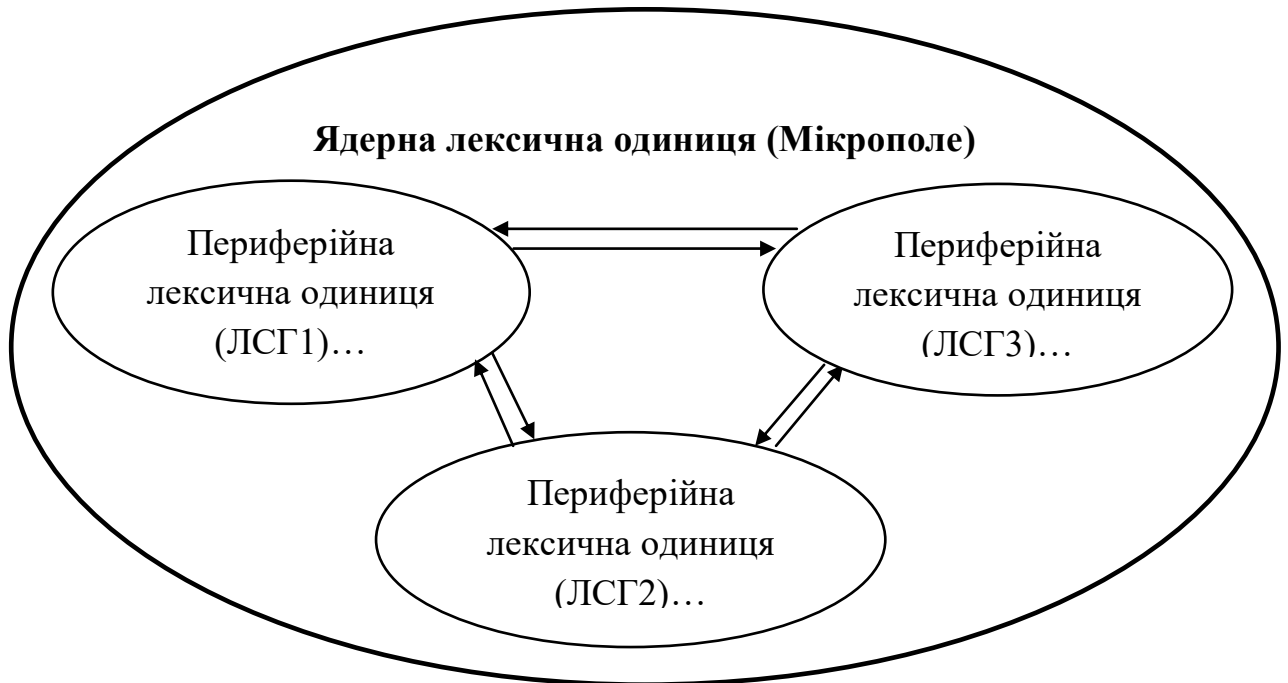 Ядерна лексична одиниця (Мікрополе)
Периферійна
лексична одиниця
(ЛСГ1)…
Периферійна
лексична одиниця
(ЛСГ3)…
Периферійна
лексична одиниця
(ЛСГ2)…